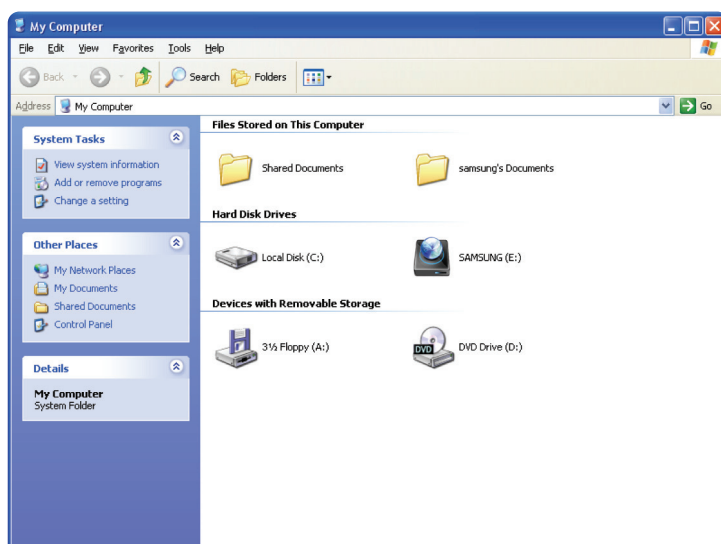 My Computer
File Edit View Favorites Tools Help
Back Search Folders
Address My Computer Go
System Tasks
View system information
Add or remove programs
Change a setting
Other Places
My Network Places
My Documents
Shared Documents
Control Panel
Details
My Computer
System Folder
Files Stored on This Computer
Shared Documents samsung's Documents
Hard Disk Drives
Local Disk (C:) SAMSUNG (E:)
Devices with Removable Storage
3½ Floppy (A:) DVD DVD Drive (D:)